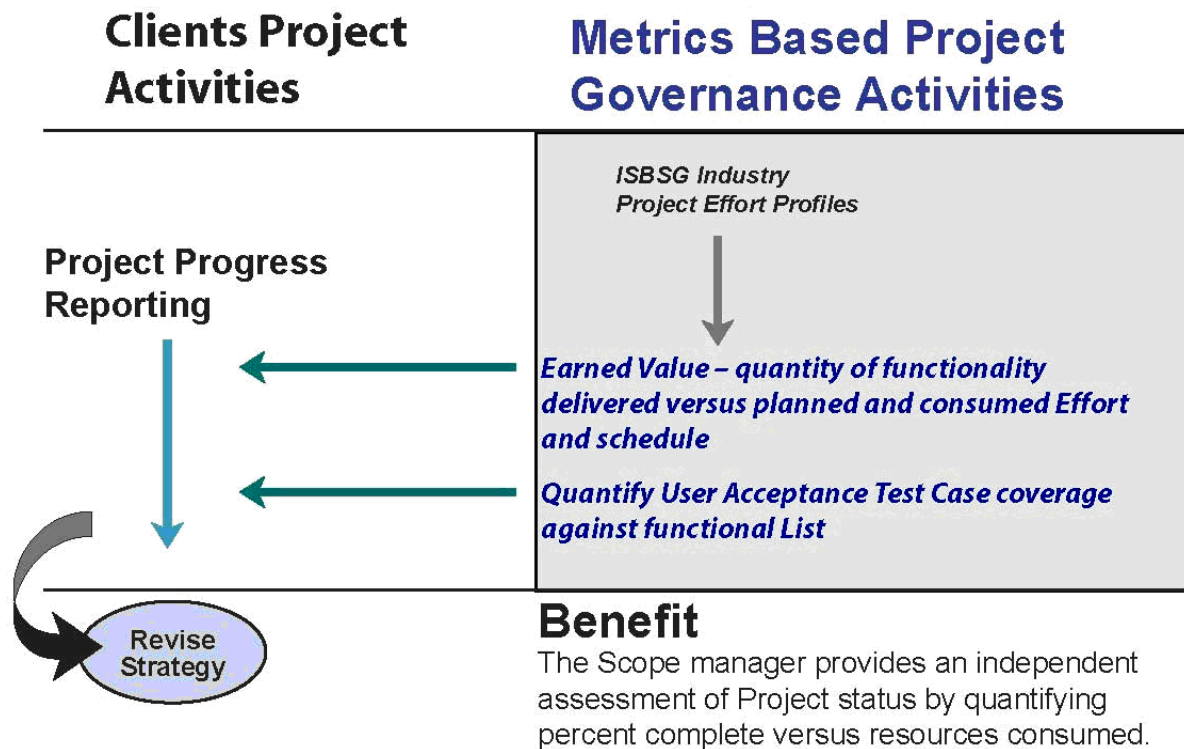 Clients Project
Activities
Metrics Based Project
Governance Activities
ISBSG Industry
Project Effort Profiles
Project Progress
Reporting
Earned Value – quantity of functionality
delivered versus planned and consumed Effort
and schedule
Quantify User Acceptance Test Case coverage
against functional List
Revise
Strategy
Benefit
The Scope manager provides an independent
assessment of Project status by quantifying
percent complete versus resources consumed.